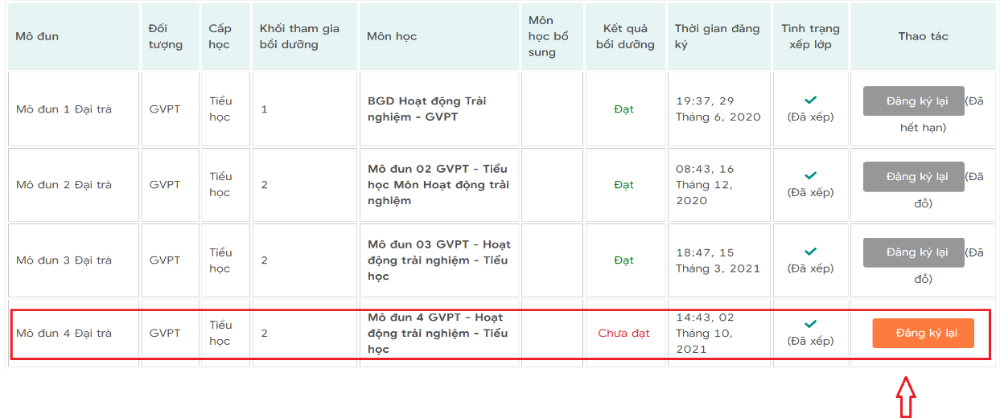 Mô đun
Đối
tượng
Cấp
học
Khối tham gia
bồi dưỡng
Môn học
Môn
học bổ
sung
Kết quả
bồi dưỡng
Thời gian đăng
ký
Tình trạng
xếp lớp
Thao tác
Mô đun 1 Đại trà
GVPT
Tiểu
học
1
BGD Hoạt động Trải
nghiệm - GVPT
Đạt
19:37, 29
Tháng 6, 2020
(Đã xếp)
Đăng ký lại (Đã
hết hạn)
Mô đun 2 Đại trà
GVPT
Tiểu
học
2
Mô đun 02 GVPT - Tiểu
học Môn Hoạt động trải
nghiệm
Đạt
08:43, 16
Tháng 12,
2020
(Đã xếp)
Đăng ký lại (Đã
đỗ)
Mô đun 3 Đại trà
GVPT
Tiểu
học
2
Mô đun 03 GVPT - Hoạt
động trải nghiệm - Tiểu
học
Đạt
18:47, 15
Tháng 3, 2021
(Đã xếp)
Đăng ký lại (Đã
đỗ)
Mô đun 4 Đại trà
GVPT
Tiểu
học
2
Mô đun 4 GVPT - Hoạt
động trải nghiệm - Tiểu
học
Chưa đạt
14:43, 02
Tháng 10,
2021
(Đã xếp)
Đăng ký lại